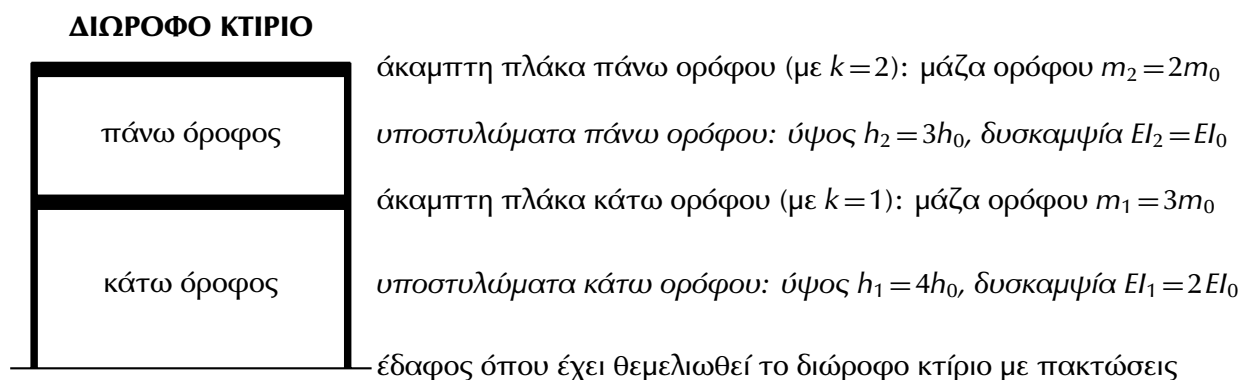 ΔΙΩΡΟΦΟ ΚΤΙΡΙΟ
άκαμπτη πλάκα πάνω ορόφου (με k=2): μάζα ορόφου m₂=2m₀
πάνω όροφος
υποστυλώματα πάνω ορόφου: ύψος h₂=3h₀, δυσκαμψία EI₂=EI₀
άκαμπτη πλάκα κάτω ορόφου (με k=1): μάζα ορόφου m₁=3m₀
κάτω όροφος
υποστυλώματα κάτω ορόφου: ύψος h₁=4h₀, δυσκαμψία EI₁=2EI₀
έδαφος όπου έχει θεμελιωθεί το διώροφο κτίριο με πακτώσεις